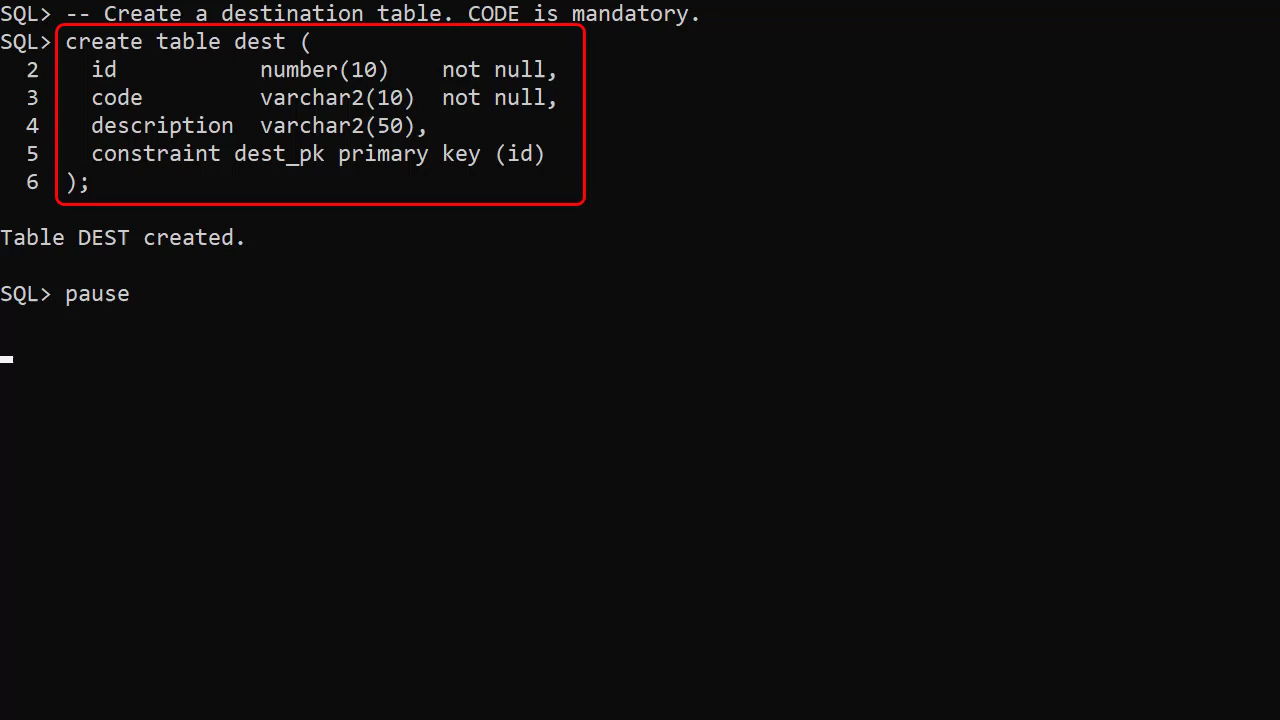 SQL> -- Create a destination table. CODE is mandatory.
SQL> create table dest (
  2    id           number(10)    not null,
  3    code         varchar2(10)  not null,
  4    description  varchar2(50),
  5    constraint dest_pk primary key (id)
  6  );
Table DEST created.
SQL> pause